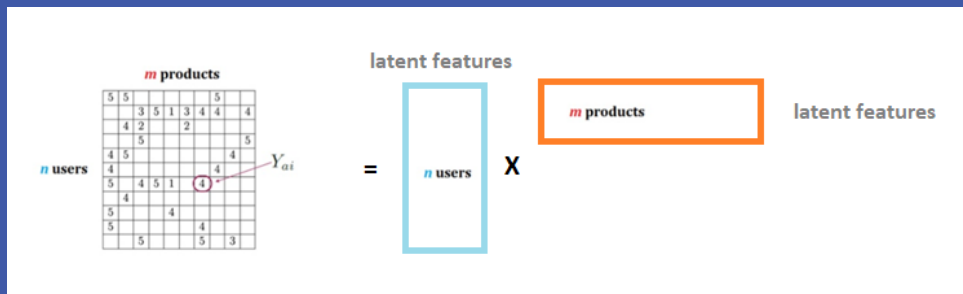 latent features
m products
5 5 5
3 5 1 3 4 4 4
4 2 2
5 5
4 5 4
4 4
5 4 5 1 4
4
5 4
5 4
5 5 3
n users
Yai
=
n users
X
m products
latent features